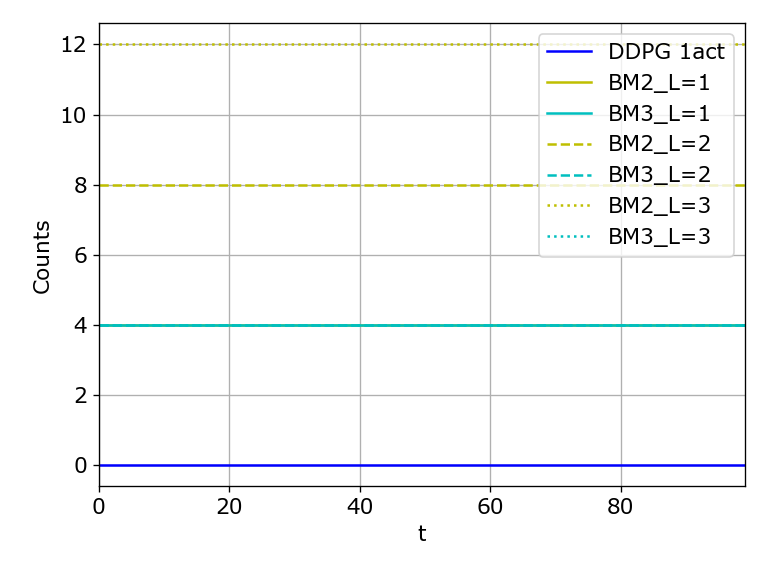 12
10
8
6
4
2
0
Counts
0 20 40 60 80
t
DDPG 1act
BM2_L=1
BM3_L=1
BM2_L=2
BM3_L=2
BM2_L=3
BM3_L=3